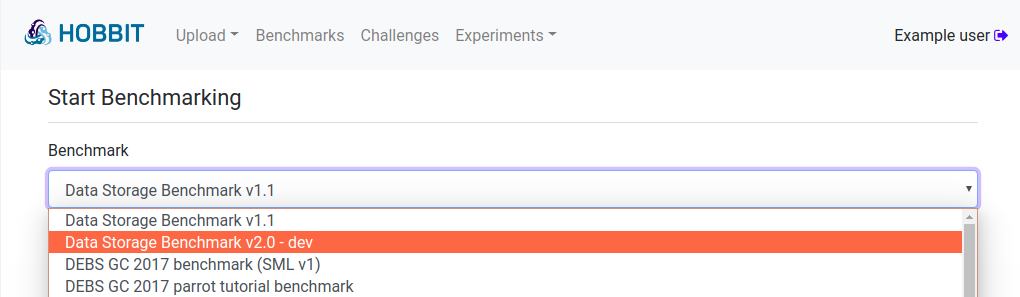 HOBBIT Upload Benchmarks Challenges Experiments Example user
Start Benchmarking
Benchmark
Data Storage Benchmark v1.1
Data Storage Benchmark v1.1
Data Storage Benchmark v2.0 - dev
DEBS GC 2017 benchmark (SML v1)
DEBS GC 2017 parrot tutorial benchmark